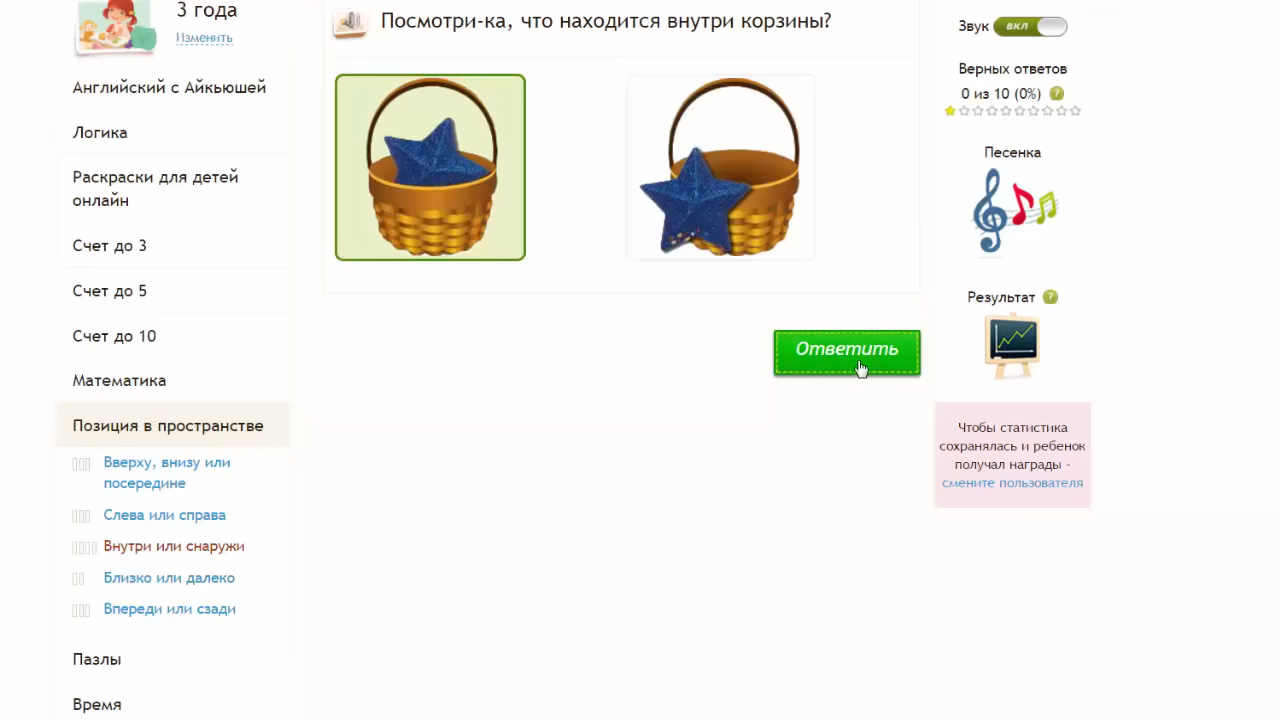 3 года
Изменить
Английский с Айкьюшей
Логика
Раскраски для детей
онлайн
Счет до 3
Счет до 5
Счет до 10
Математика
Позиция в пространстве
Вверху, внизу или
посередине
Слева или справа
Внутри или снаружи
Близко или далеко
Впереди или сзади
Пазлы
Время
Посмотри-ка, что находится внутри корзины?
Ответить
Звук вкл
Верных ответов
0 из 10 (0%) ?
Песенка
Результат ?
Чтобы статистика
сохранялась и ребенок
получал награды -
смените пользователя